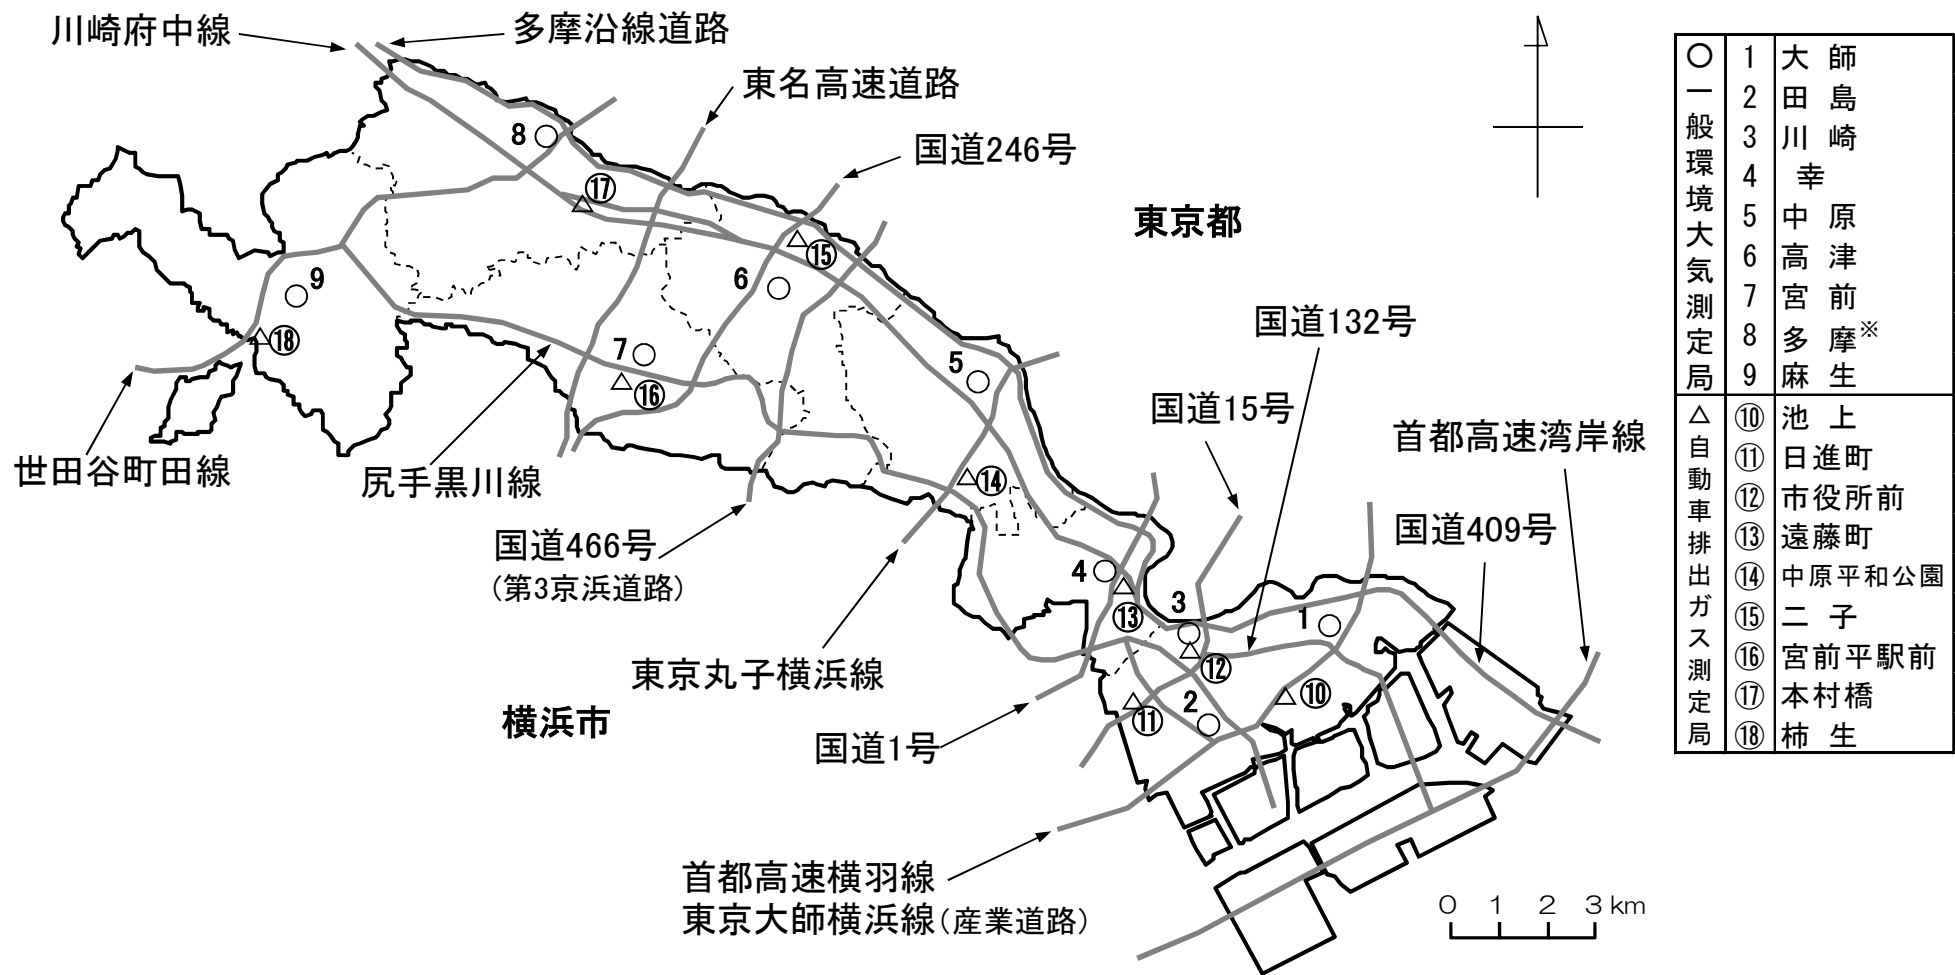 川崎府中線
多摩沿線道路
東名高速道路
国道246号
東京都
8
⑰
⑮
6
9
⑱
7
⑯
5
国道132号
国道15号
首都高速湾岸線
国道409号
世田谷町田線
尻手黒川線
国道466号
(第3京浜道路)
⑭
4
⑬
3
1
⑫
東京丸子横浜線
横浜市
国道1号
⑪
2
⑩
首都高速横羽線
東京大師横浜線(産業道路)
0 1 2 3 km
○一般環境大気測定局
1 大師
2 田島
3 川崎
4 幸
5 中原
6 高津
7 宮前
8 多摩※
9 麻生
△自動車排出ガス測定局
⑩ 池上
⑪ 日進町
⑫ 市役所前
⑬ 遠藤町
⑭ 中原平和公園
⑮ 二子
⑯ 宮前平駅前
⑰ 本村橋
⑱ 柿生